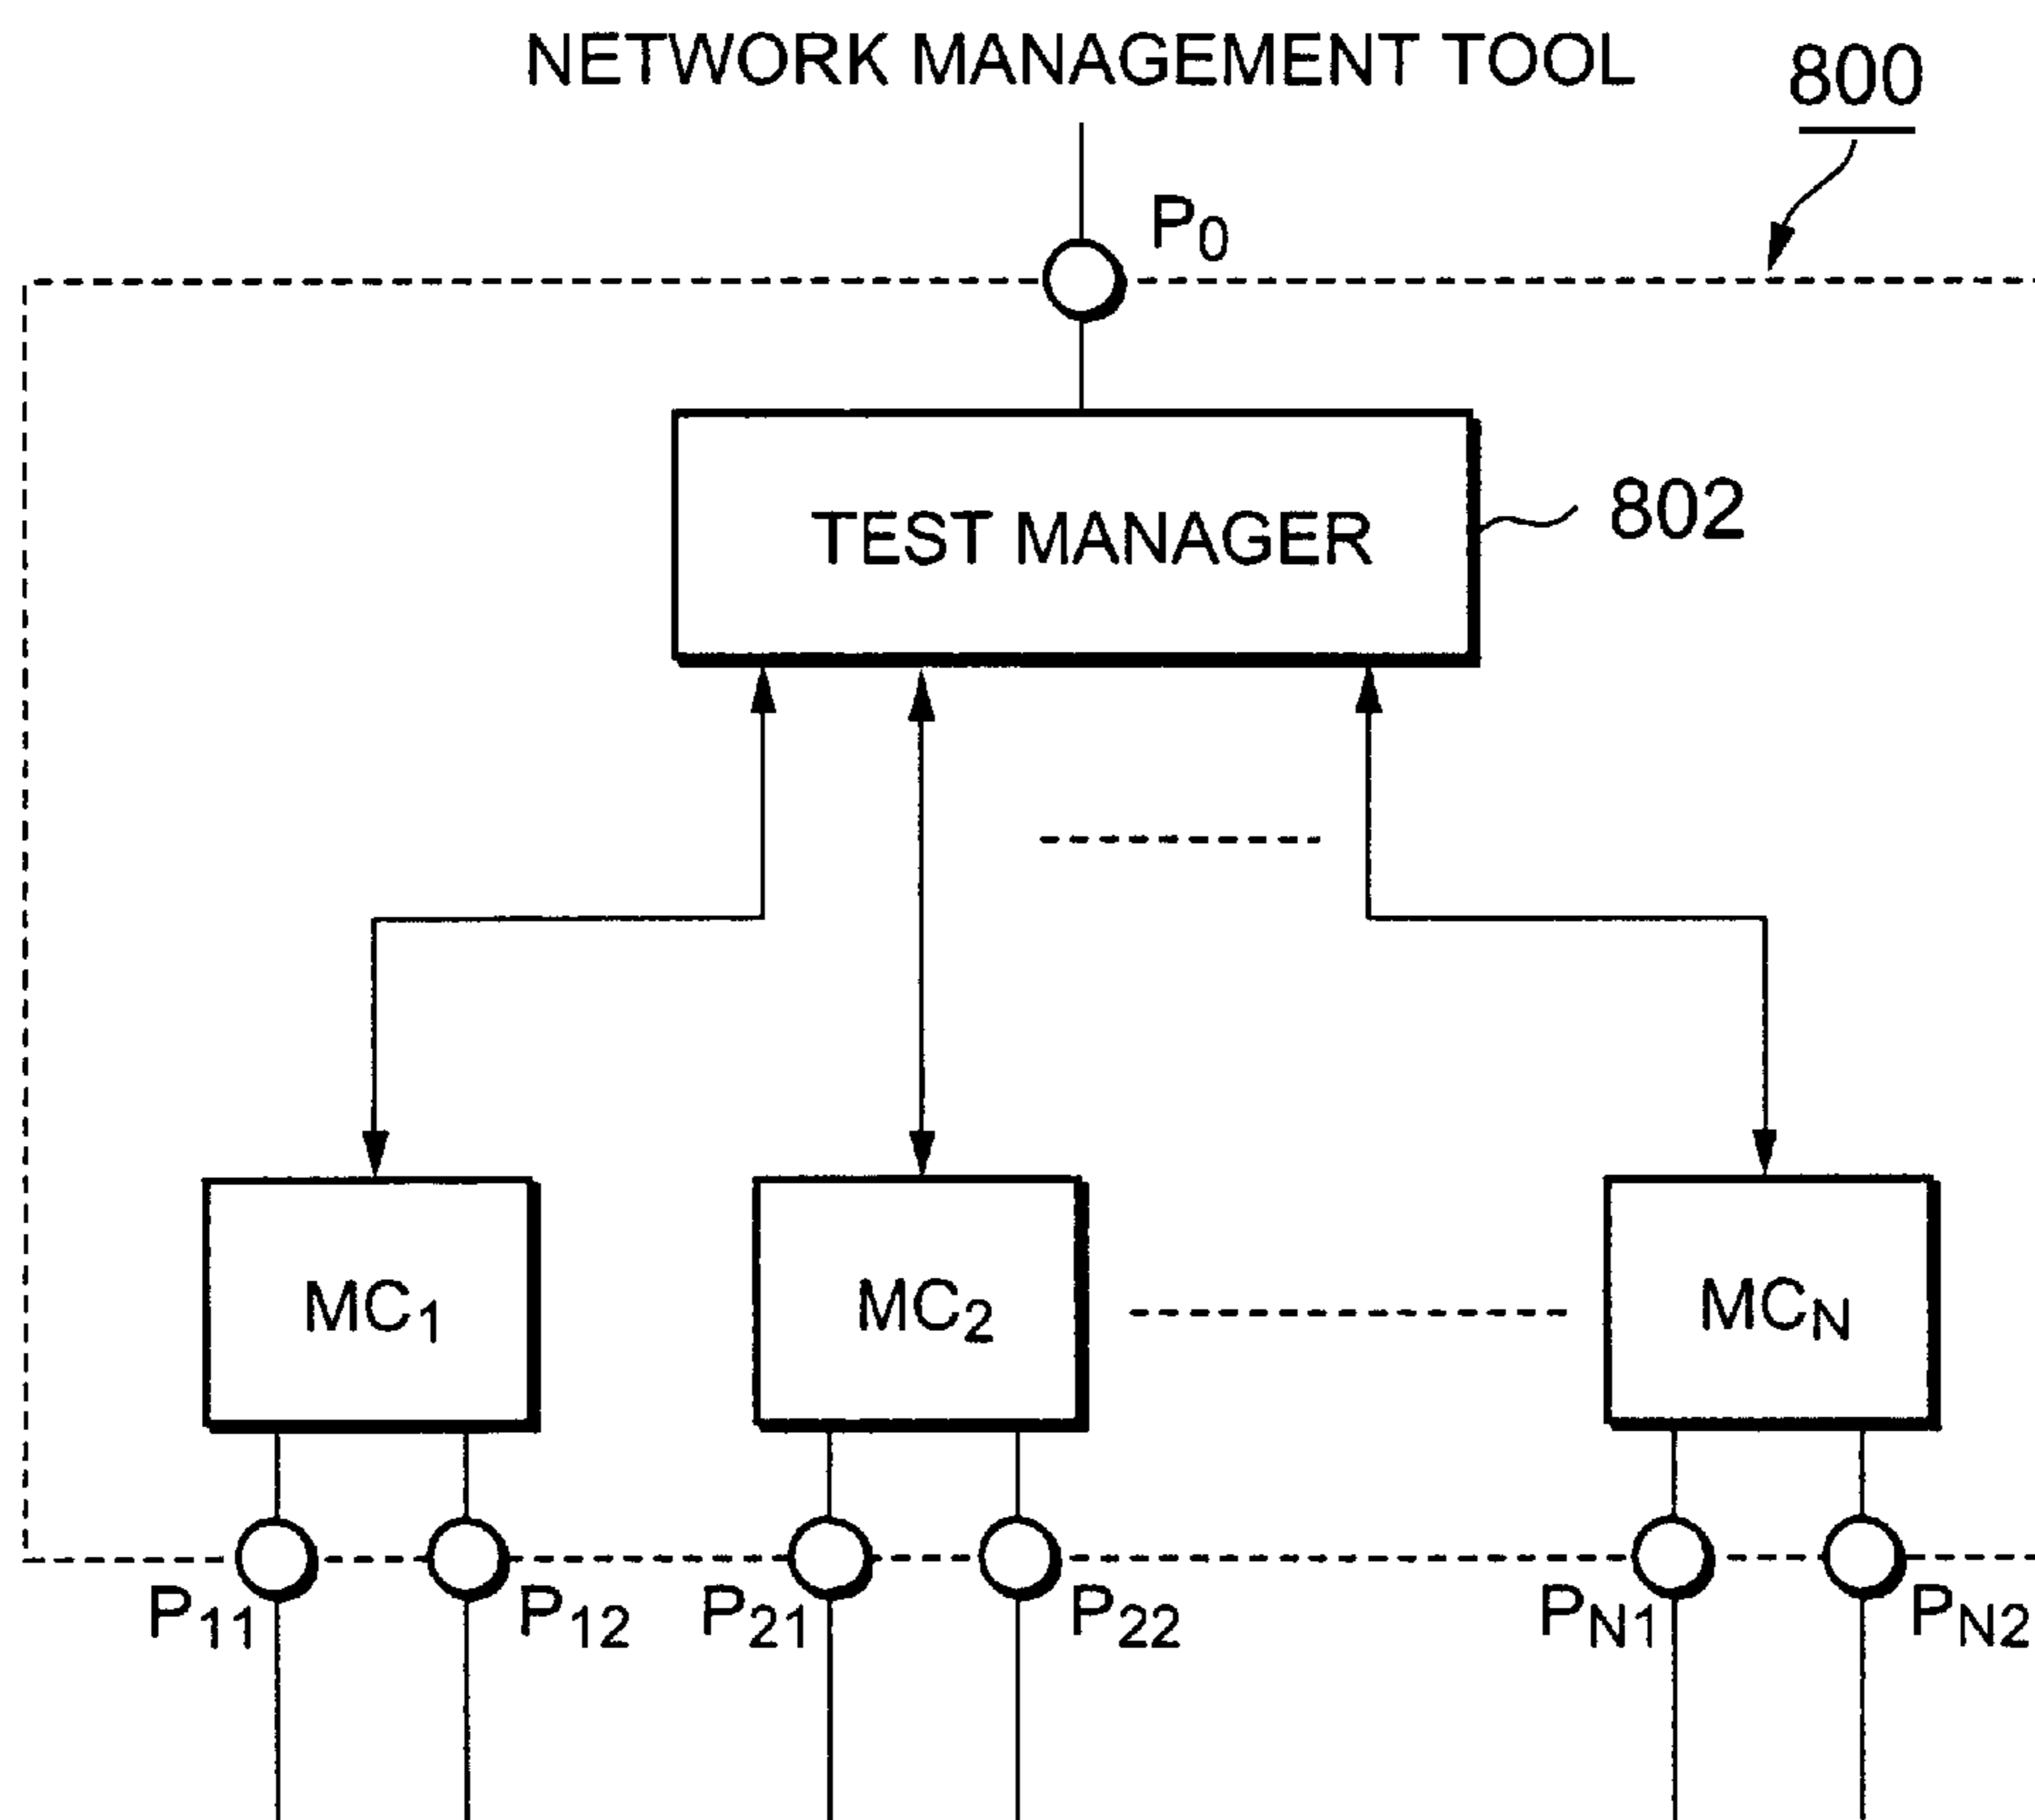 NETWORK MANAGEMENT TOOL
800
P0
TEST MANAGER
802
MC1
MC2
MCN
P11
P12
P21
P22
PN1
PN2